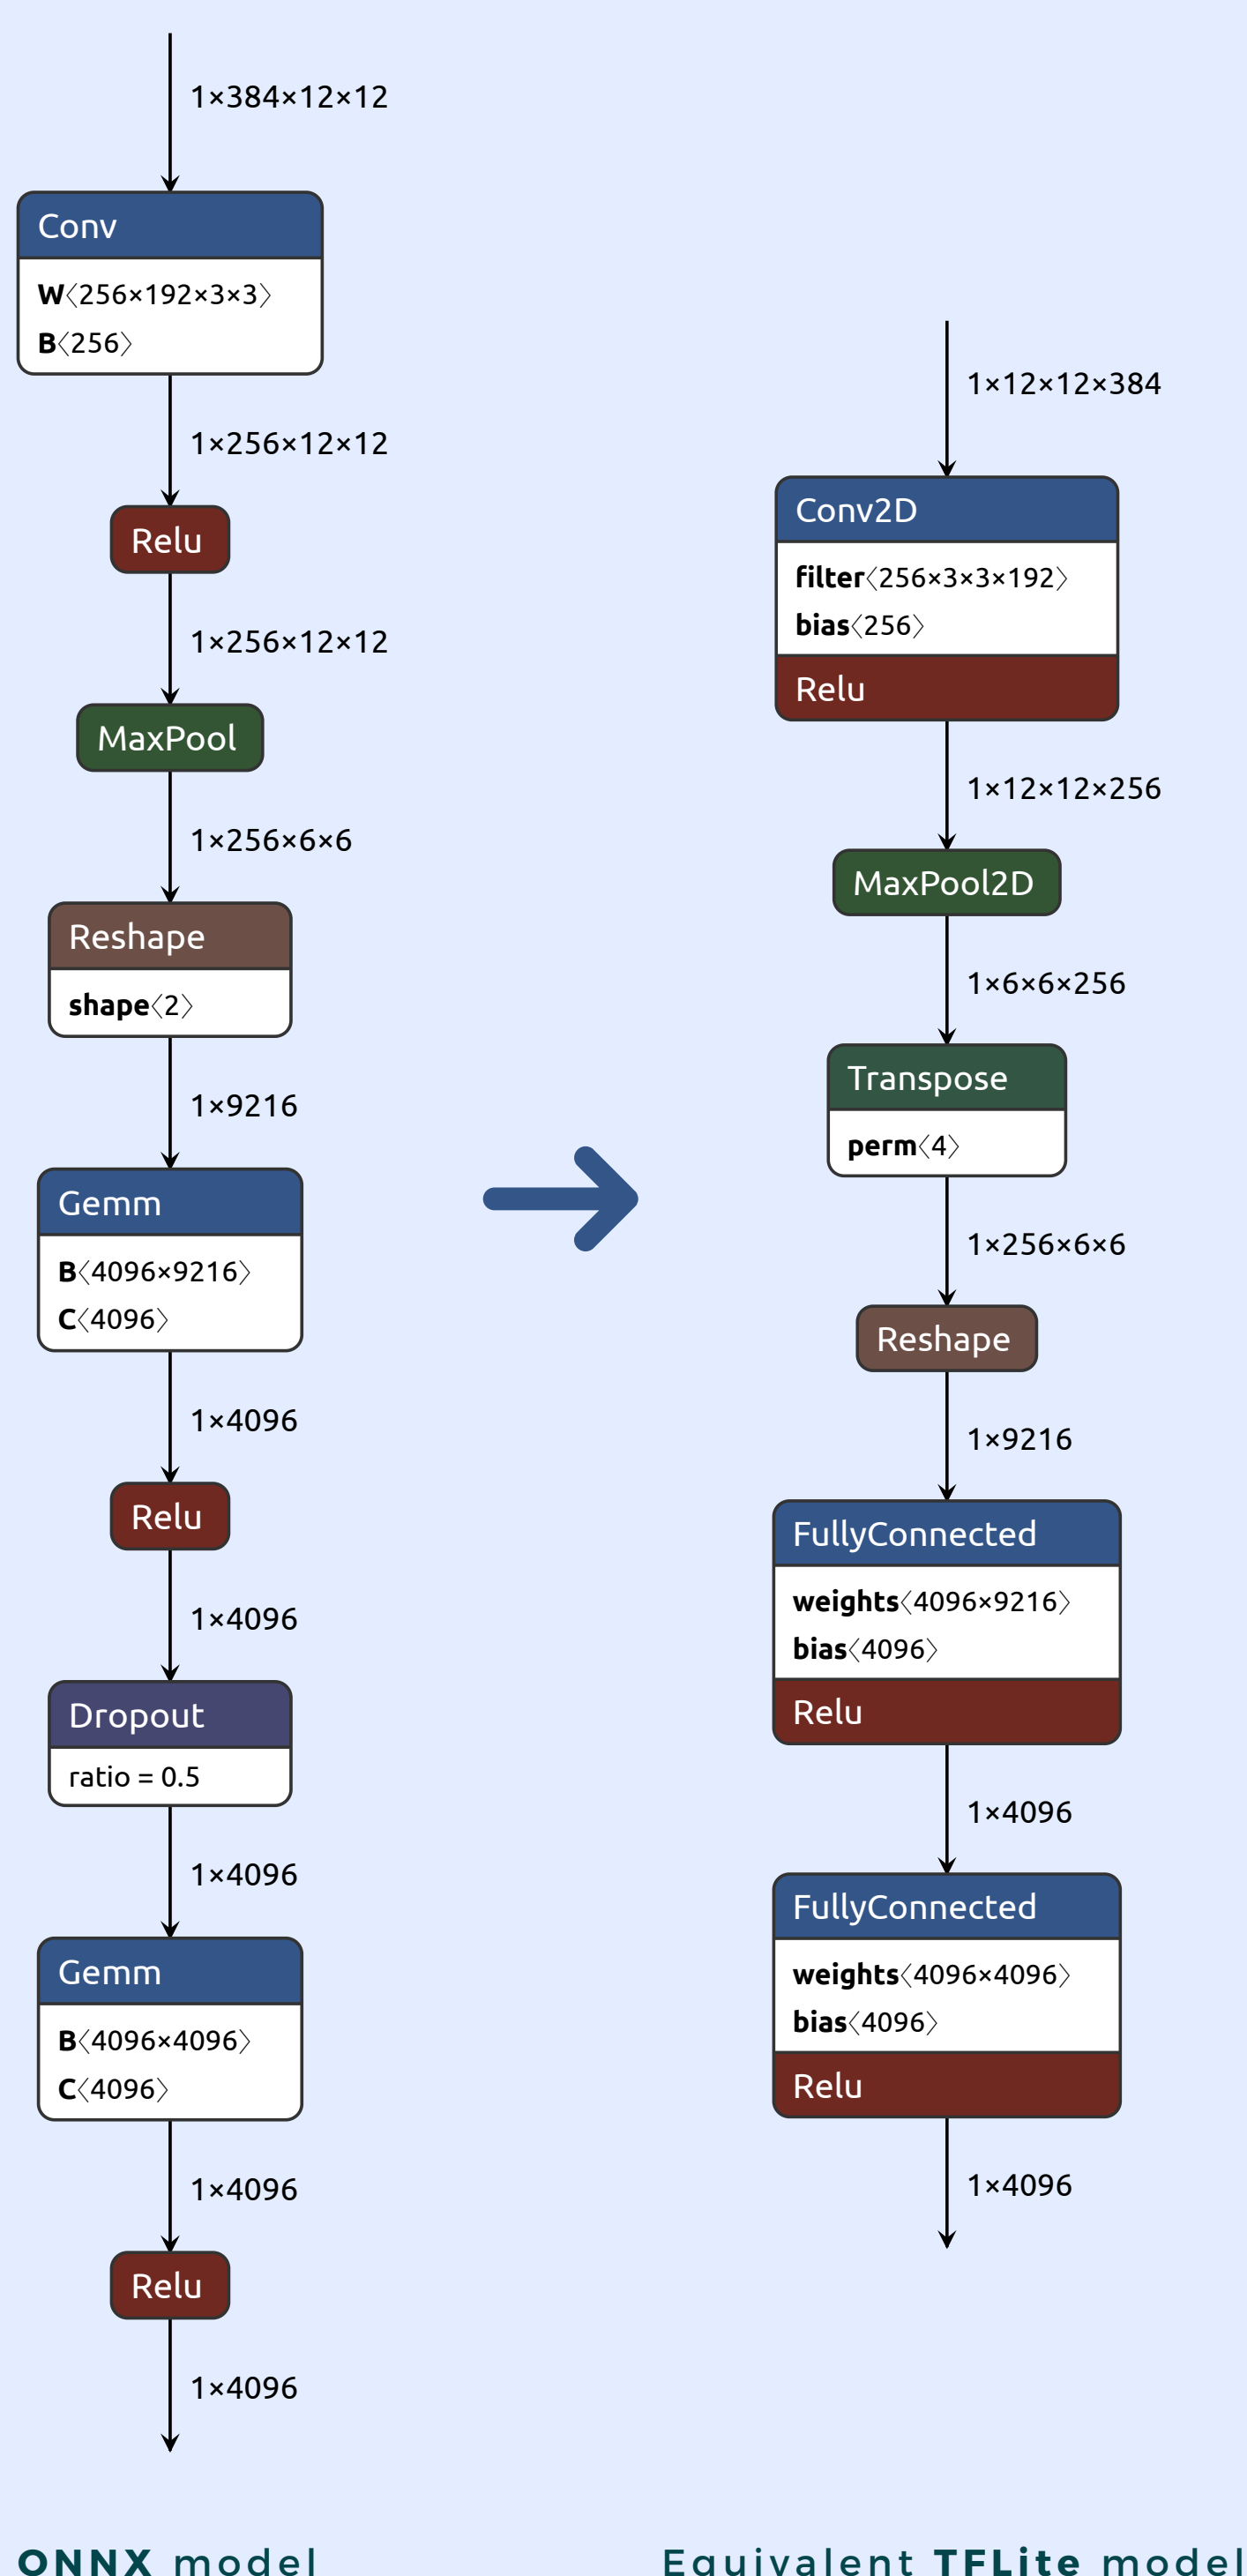 1×384×12×12
Conv
W⟨256×192×3×3⟩
B⟨256⟩
1×256×12×12
Relu
1×256×12×12
MaxPool
1×256×6×6
Reshape
shape⟨2⟩
1×9216
Gemm
B⟨4096×9216⟩
C⟨4096⟩
1×4096
Relu
1×4096
Dropout
ratio = 0.5
1×4096
Gemm
B⟨4096×4096⟩
C⟨4096⟩
1×4096
Relu
1×4096
ONNX model
1×12×12×384
Conv2D
filter⟨256×3×3×192⟩
bias⟨256⟩
Relu
1×12×12×256
MaxPool2D
1×6×6×256
Transpose
perm⟨4⟩
1×256×6×6
Reshape
1×9216
FullyConnected
weights⟨4096×9216⟩
bias⟨4096⟩
Relu
1×4096
FullyConnected
weights⟨4096×4096⟩
bias⟨4096⟩
Relu
1×4096
Equivalent TFLite model